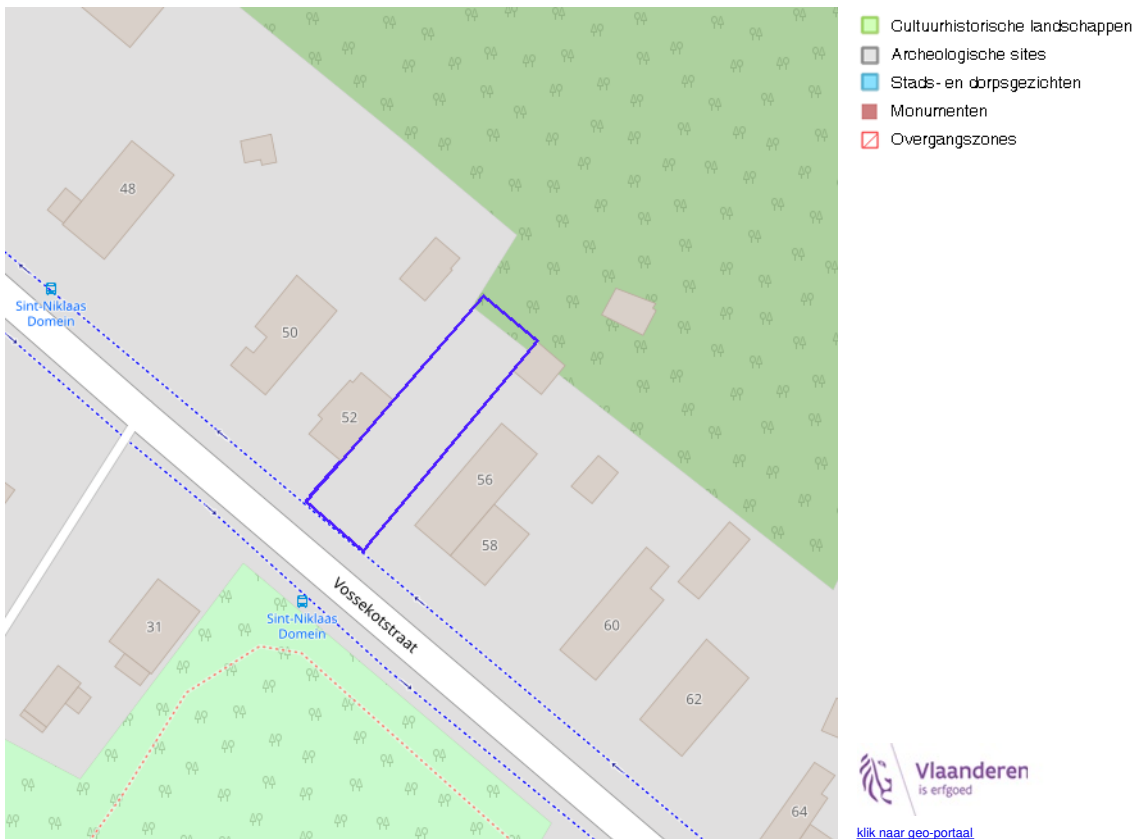 Cultuurhistorische landschappen
Archeologische sites
Stads- en dorpsgezichten
Monumenten
Overgangszones
48
Sint-Niklaas
Domein
50
52
56
58
Vossekotstraat
Sint-Niklaas
Domein
31
60
62
64
Vlaanderen
is erfgoed
klik naar geo-portaal